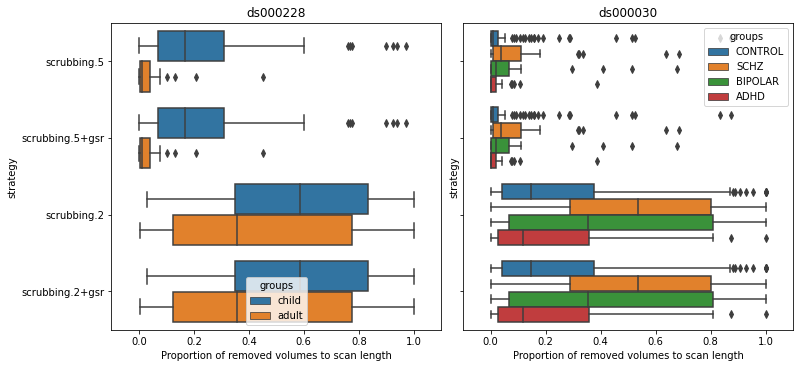 ds000228
ds000030
strategy
scrubbing.5
scrubbing.5+gsr
scrubbing.2
scrubbing.2+gsr
groups
child
adult
0.0 0.2 0.4 0.6 0.8 1.0
Proportion of removed volumes to scan length
strategy
groups
CONTROL
SCHZ
BIPOLAR
ADHD
0.0 0.2 0.4 0.6 0.8 1.0
Proportion of removed volumes to scan length